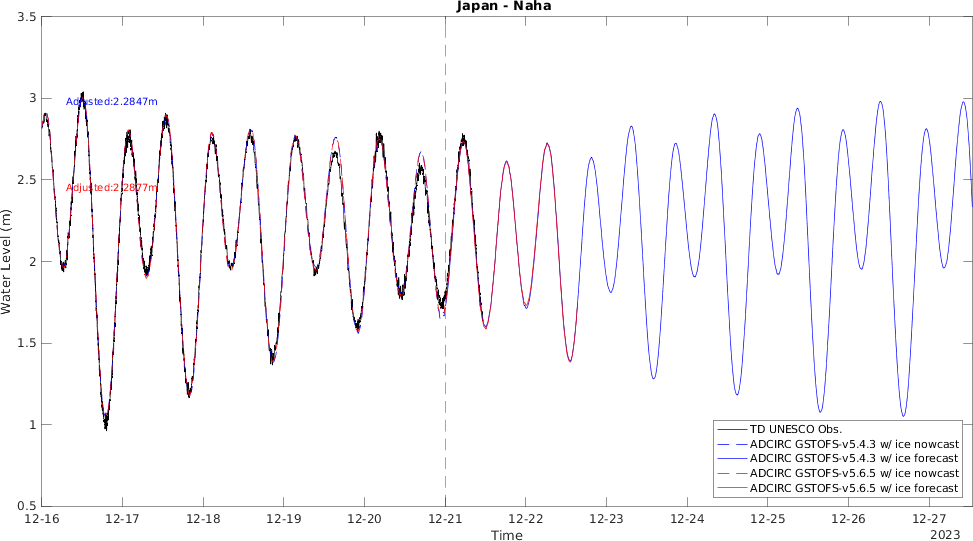 Japan - Naha
3.5
3
2.5
2
1.5
1
0.5
Water Level (m)
Adjusted:2.2847m
Adjusted:2.2877m
TD UNESCO Obs.
ADCIRC GSTOFS-v5.4.3 w/ ice nowcast
ADCIRC GSTOFS-v5.4.3 w/ ice forecast
ADCIRC GSTOFS-v5.6.5 w/ ice nowcast
ADCIRC GSTOFS-v5.6.5 w/ ice forecast
12-16 12-17 12-18 12-19 12-20 12-21 12-22 12-23 12-24 12-25 12-26 12-27
Time
2023